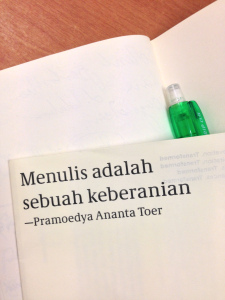 Menulis adalah
sebuah keberanian
—Pramoedya Ananta Toer